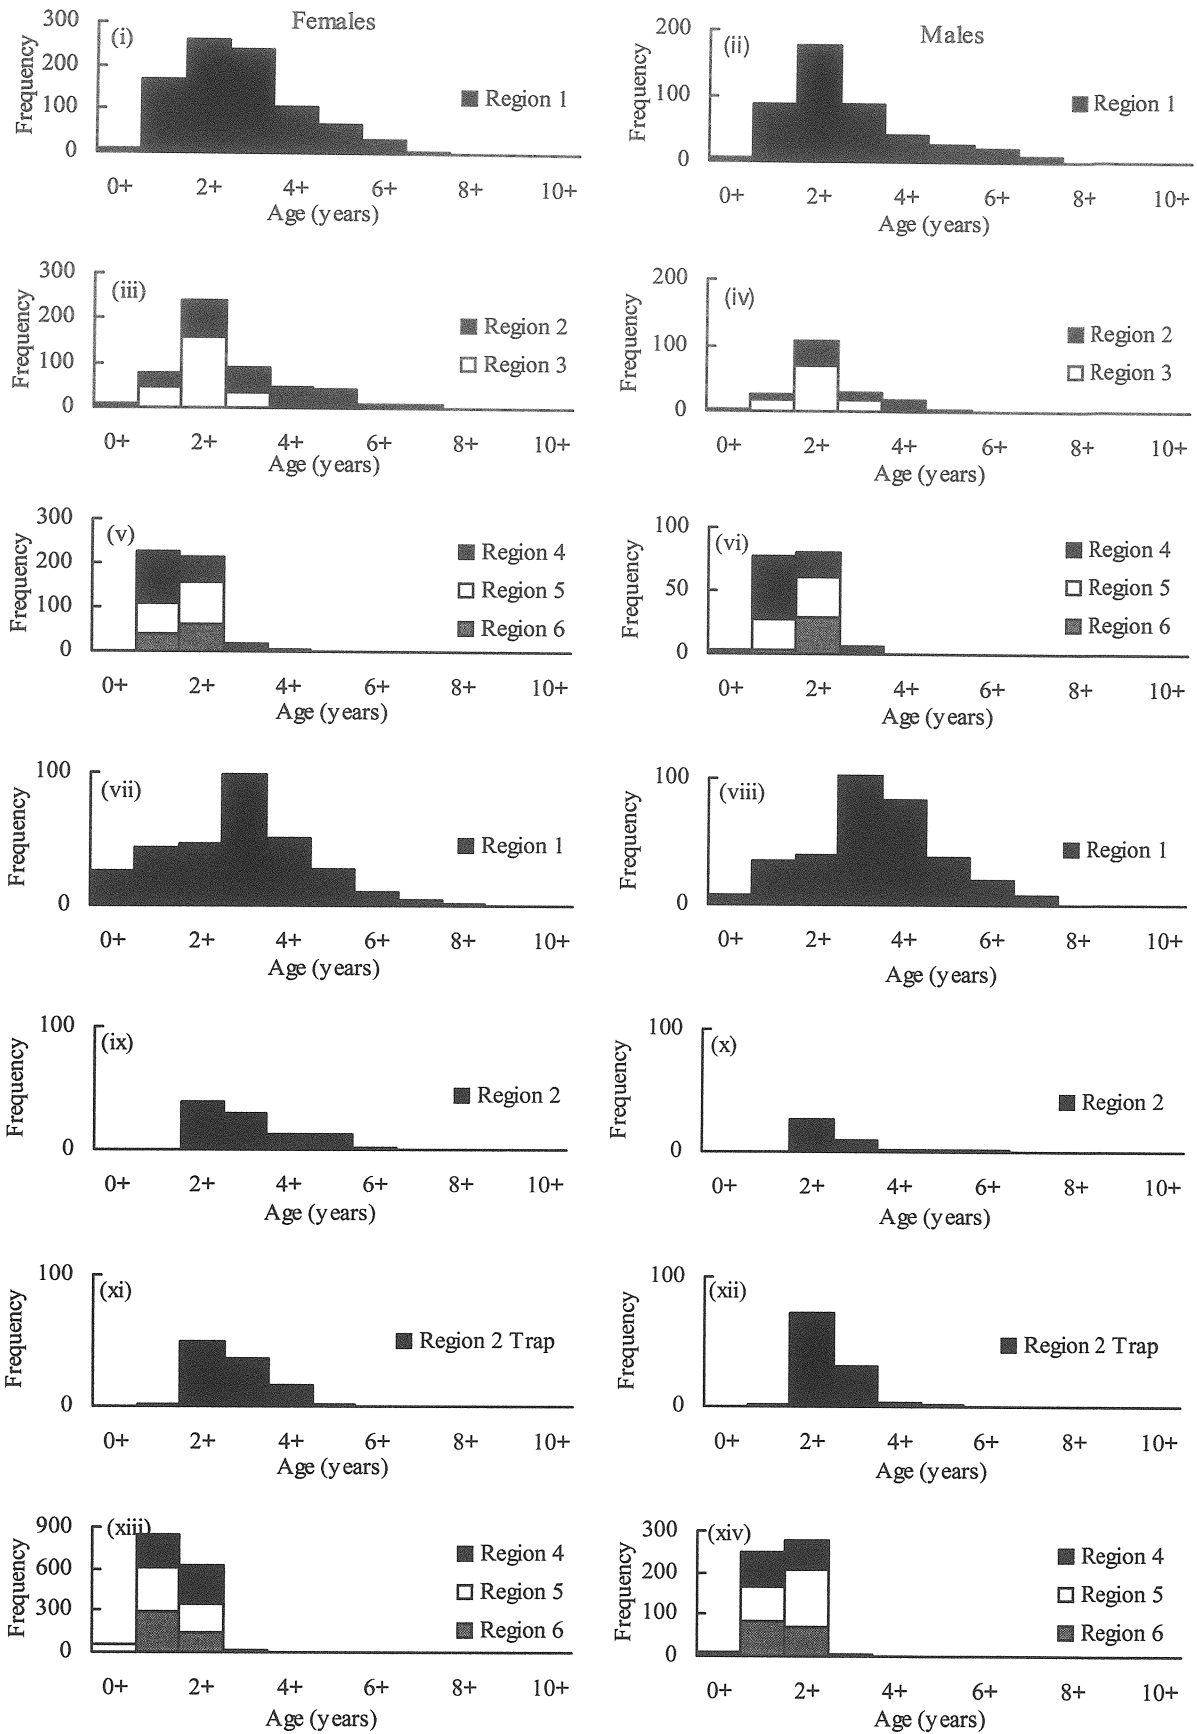 Females
Males
(i)
300
200
100
0
Frequency
Region 1
0+ 2+ 4+ 6+ 8+ 10+
Age (years)
(ii)
200
100
0
Frequency
Region 1
0+ 2+ 4+ 6+ 8+ 10+
Age (years)
(iii)
300
200
100
0
Frequency
Region 2
Region 3
0+ 2+ 4+ 6+ 8+ 10+
Age (years)
(iv)
200
100
0
Frequency
Region 2
Region 3
0+ 2+ 4+ 6+ 8+ 10+
Age (years)
(v)
300
200
100
0
Frequency
Region 4
Region 5
Region 6
0+ 2+ 4+ 6+ 8+ 10+
Age (years)
(vi)
100
50
0
Frequency
Region 4
Region 5
Region 6
0+ 2+ 4+ 6+ 8+ 10+
Age (years)
(vii)
100
0
Frequency
Region 1
0+ 2+ 4+ 6+ 8+ 10+
Age (years)
(viii)
100
0
Frequency
Region 1
0+ 2+ 4+ 6+ 8+ 10+
Age (years)
(ix)
100
0
Frequency
Region 2
0+ 2+ 4+ 6+ 8+ 10+
Age (years)
(x)
100
0
Frequency
Region 2
0+ 2+ 4+ 6+ 8+ 10+
Age (years)
(xi)
100
0
Frequency
Region 2 Trap
0+ 2+ 4+ 6+ 8+ 10+
Age (years)
(xii)
100
0
Frequency
Region 2 Trap
0+ 2+ 4+ 6+ 8+ 10+
Age (years)
(xiii)
900
600
300
0
Frequency
Region 4
Region 5
Region 6
0+ 2+ 4+ 6+ 8+ 10+
Age (years)
(xiv)
300
200
100
0
Frequency
Region 4
Region 5
Region 6
0+ 2+ 4+ 6+ 8+ 10+
Age (years)